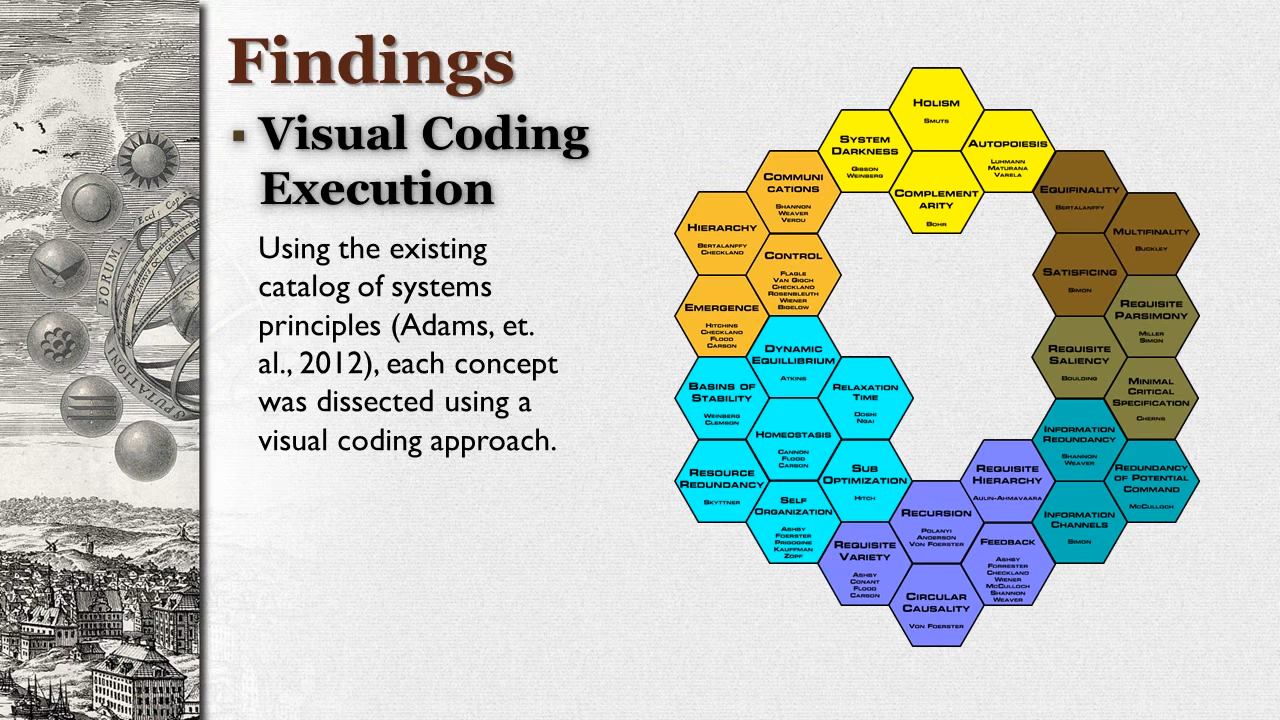 Findings
▪ Visual Coding
Execution
Using the existing
catalog of systems
principles (Adams, et.
al., 2012), each concept
was dissected using a
visual coding approach.
HOLISM
SMUTS
SYSTEM
DARKNESS
GIBSON
WEINBERG
AUTOPOIESIS
LUHMANN
MATURANA
VARELA
COMPLEMENT
ARITY
BOHR
COMMUNI
CATIONS
SHANNON
WEAVER
VERDU
HIERARCHY
BERTALANFFY
CHECKLAND
CONTROL
FLAGLE
VAN GIGCH
CHECKLAND
ROSENBLEUTH
WIENER
BIGELOW
EMERGENCE
HITCHINS
CHECKLAND
FLOOD
CARSON
EQUIFINALITY
BERTALANFFY
MULTIFINALITY
BUCKLEY
SATISFICING
SIMON
REQUISITE
PARSIMONY
MILLER
SIMON
REQUISITE
SALIENCY
BOULDING
MINIMAL
CRITICAL
SPECIFICATION
CHERNS
DYNAMIC
EQUILIBRIUM
ATKINS
BASINS OF
STABILITY
WEINBERG
CLEMSON
RELAXATION
TIME
DOSHI
NGAI
HOMEOSTASIS
CANNON
FLOOD
CARSON
RESOURCE
REDUNDANCY
SKYTTNER
SUB
OPTIMIZATION
HITCH
SELF
ORGANIZATION
ASHBY
FOERSTER
PRIGOGINE
KAUFFMAN
ZOPF
INFORMATION
REDUNDANCY
SHANNON
WEAVER
REDUNDANCY
OF POTENTIAL
COMMAND
MCCULLOCH
INFORMATION
CHANNELS
SIMON
REQUISITE
HIERARCHY
AULIN-AHMAVAARA
RECURSION
POLANYI
ANDERSON
VON FOERSTER
FEEDBACK
ASHBY
FORRESTER
CHECKLAND
WIENER
MCCULLOCH
SHANNON
WEAVER
REQUISITE
VARIETY
ASHBY
CONANT
FLOOD
CARSON
CIRCULAR
CAUSALITY
VON FOERSTER